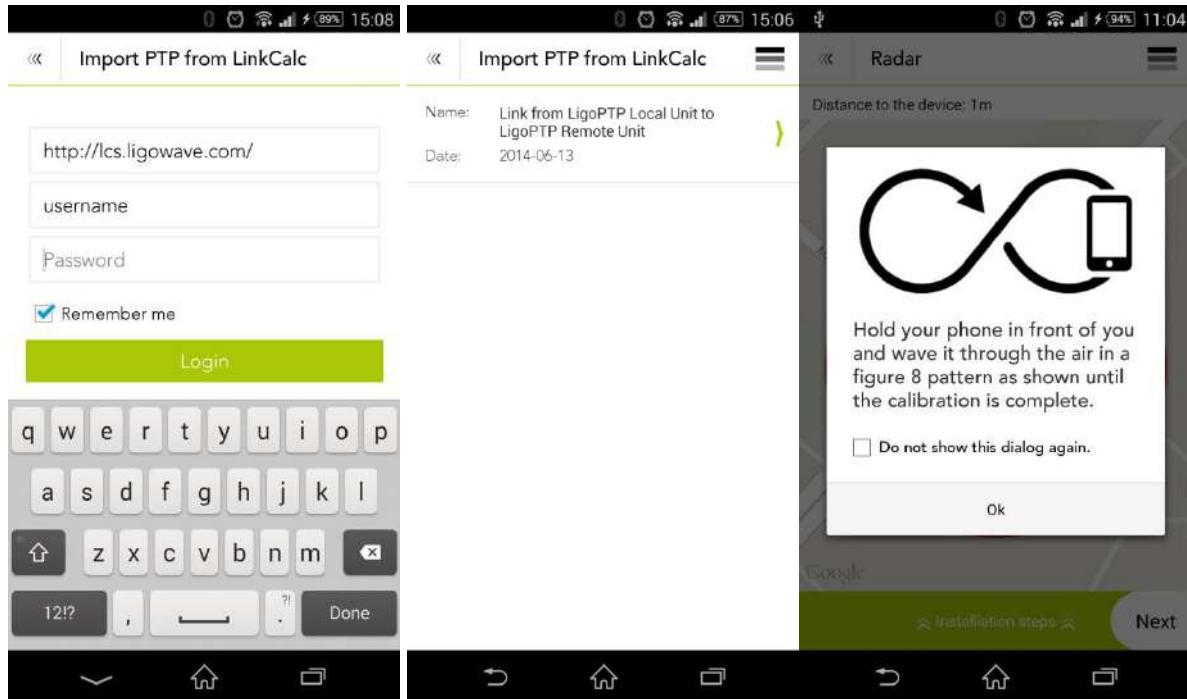 89% 15:08
« Import PTP from LinkCalc
http://lcs.ligowave.com/
username
Password
Remember me
Login
q w e r t y u i o p
a s d f g h j k l
z x c v b n m
12!? , ?! . Done
87% 15:06
« Import PTP from LinkCalc
Name: Link from LigoPTP Local Unit to
LigoPTP Remote Unit
Date: 2014-06-13
94% 11:04
« Radar
Distance to the device: 1m
Hold your phone in front of you
and wave it through the air in a
figure 8 pattern as shown until
the calibration is complete.
Do not show this dialog again.
Ok
Google
Installation steps
Next